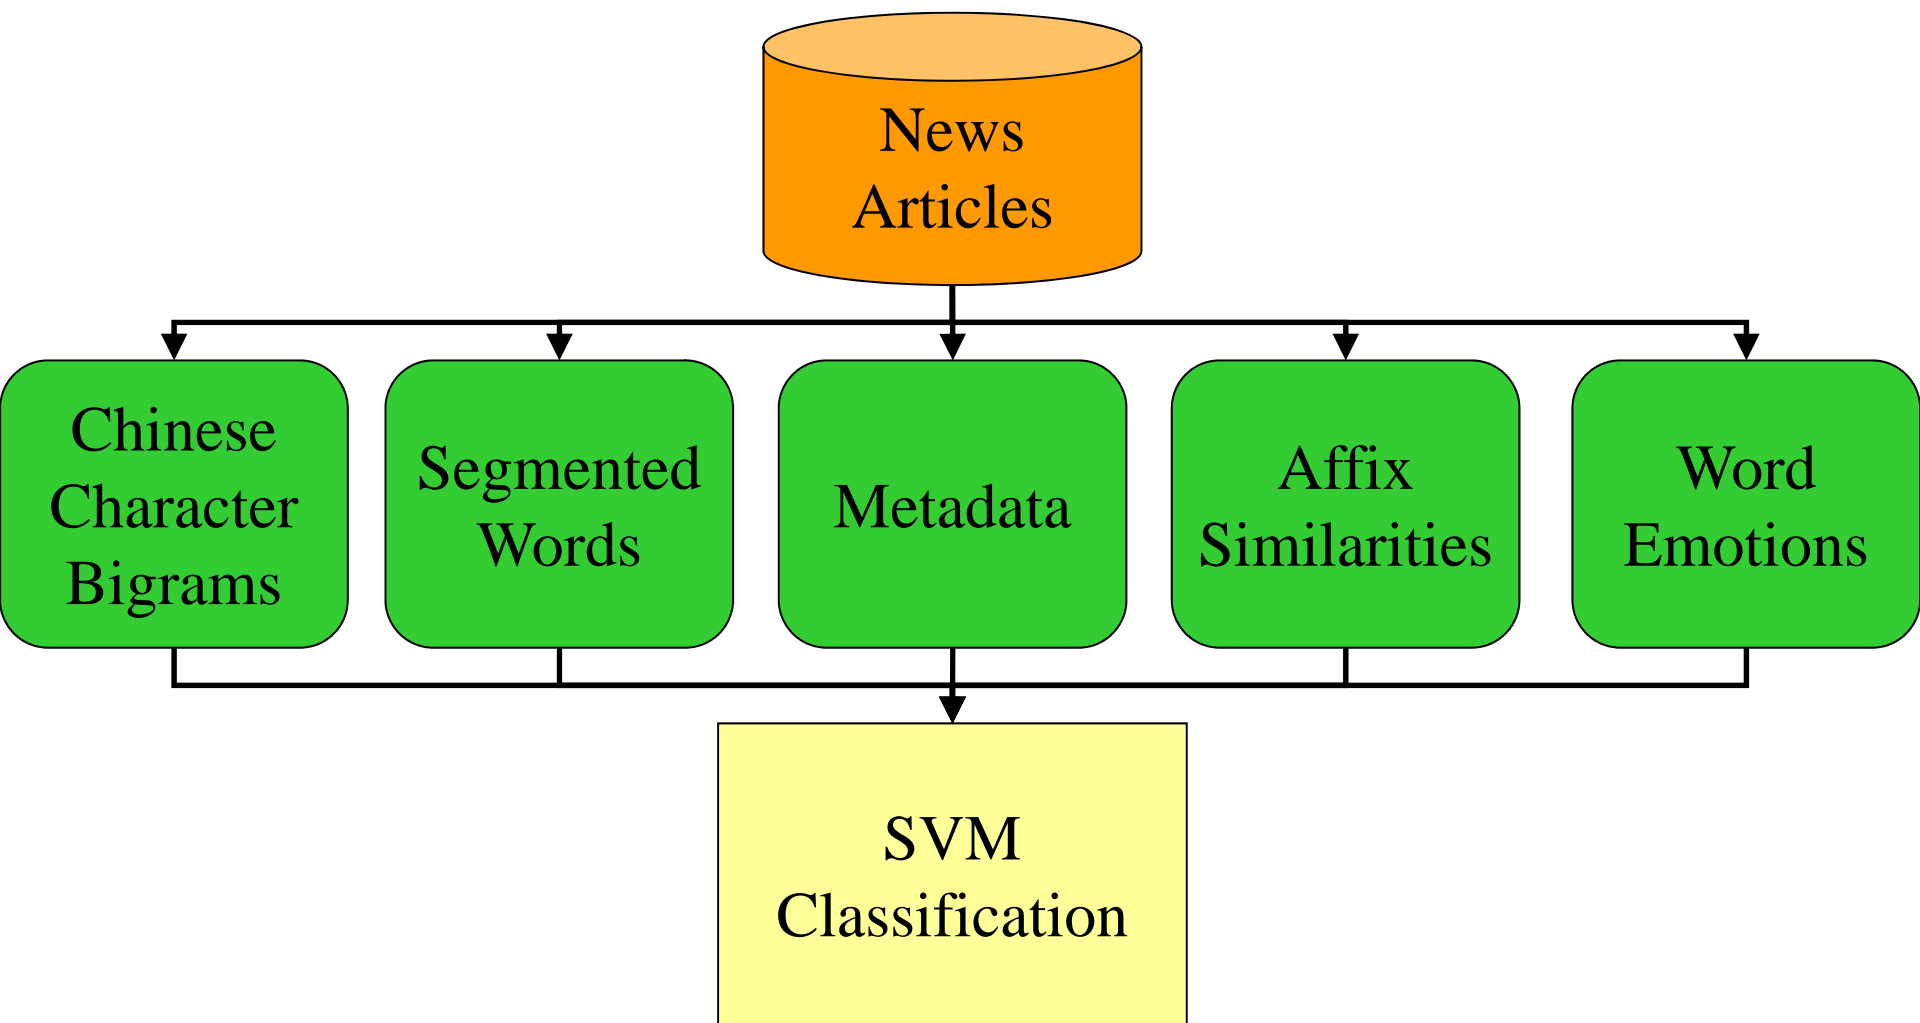 News
Articles
Chinese
Character
Bigrams
Segmented
Words
Metadata
Affix
Similarities
Word
Emotions
SVM
Classification